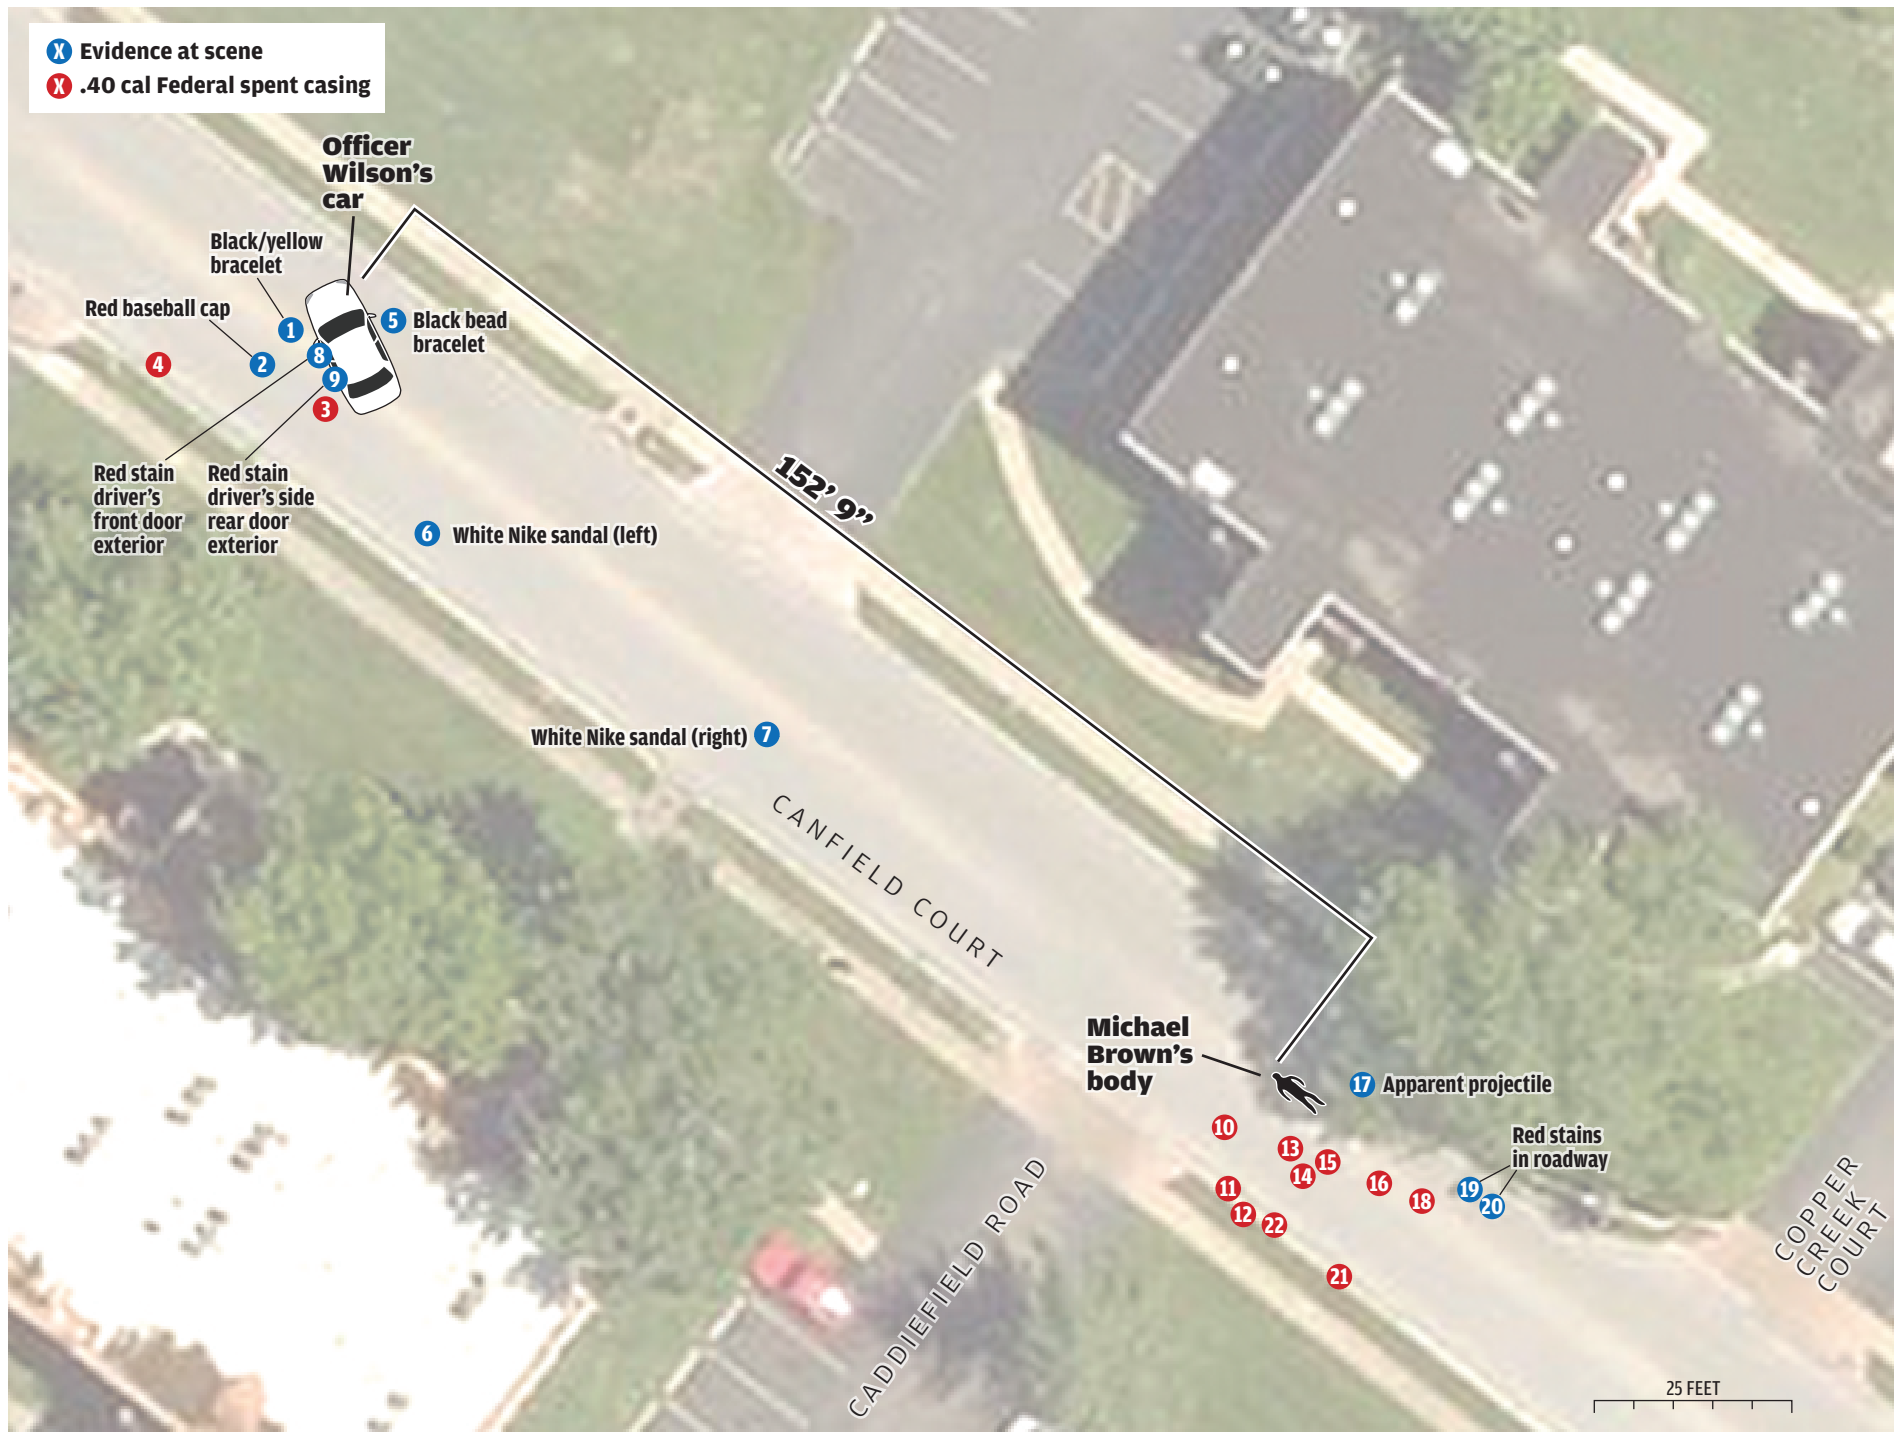 X Evidence at scene
X .40 cal Federal spent casing
Officer
Wilson’s
car
Black/yellow
bracelet
Red baseball cap
1
5
Black bead
bracelet
4
2
8
9
3
Red stain
driver’s
front door
exterior
Red stain
driver’s side
rear door
exterior
152’ 9”
6 White Nike sandal (left)
White Nike sandal (right) 7
CANFIELD COURT
Michael
Brown’s
body
17 Apparent projectile
10
13
15
14
16
11
18
12
22
21
Red stains
in roadway
19
20
CADDIEFIELD ROAD
COPPER
CREEK
COURT
25 FEET